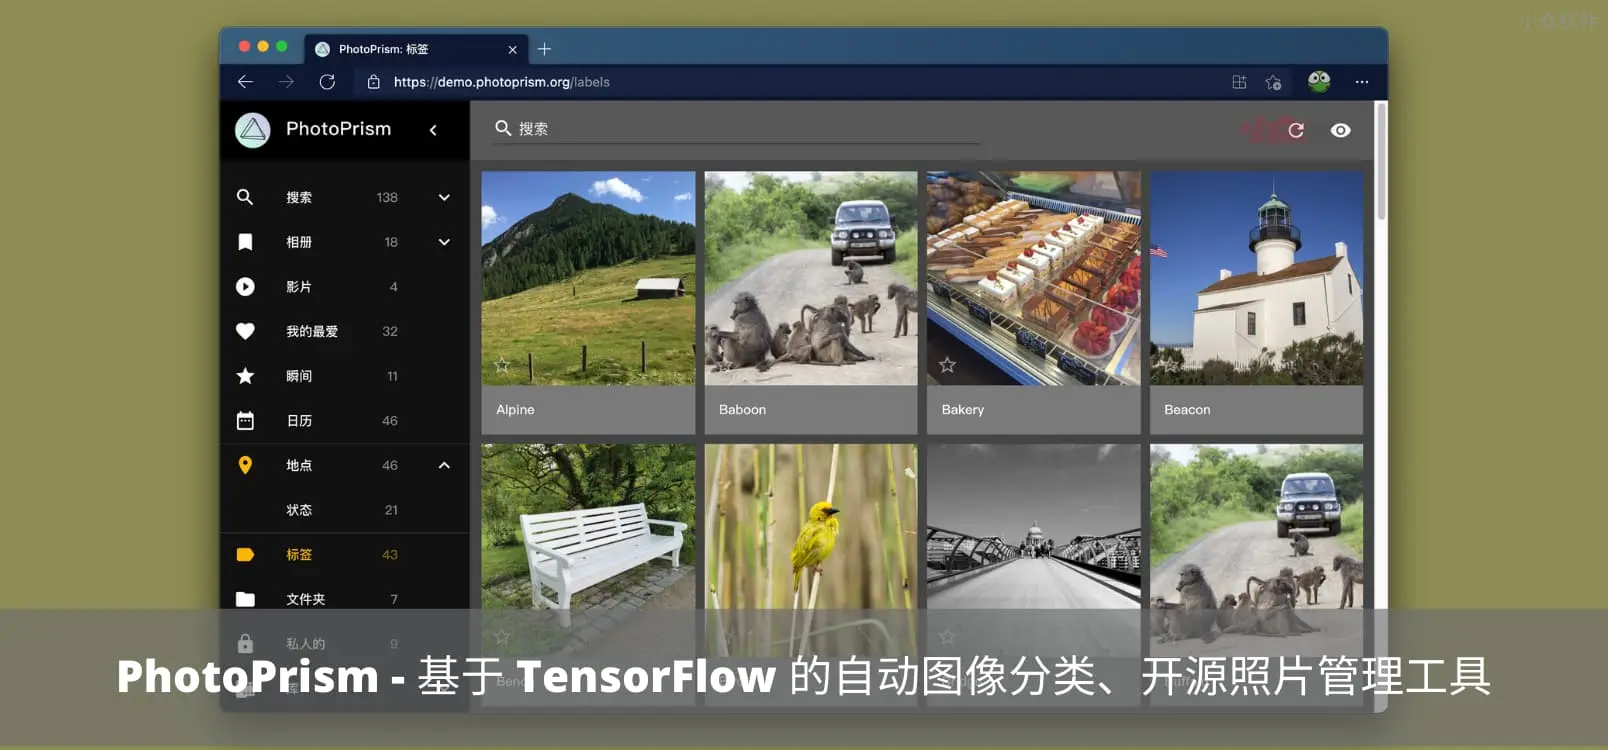 小众软件
PhotoPrism: 标签
https://demo.photoprism.org/labels
PhotoPrism
搜索
搜索 138
相册 18
影片 4
我的最爱 32
瞬间 11
日历 46
地点 46
状态 21
标签 43
文件夹 7
私人的 9
库
Alpine
Baboon
Bakery
Beacon
PhotoPrism - 基于 TensorFlow 的自动图像分类、开源照片管理工具